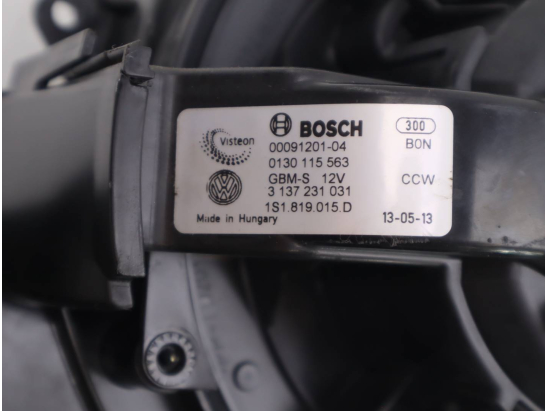 Visteon
BOSCH
300
00091201-04
BON
0130 115 563
GBM-S 12V
CCW
3 137 231 031
1S1.819.015.D
Made in Hungary
13-05-13